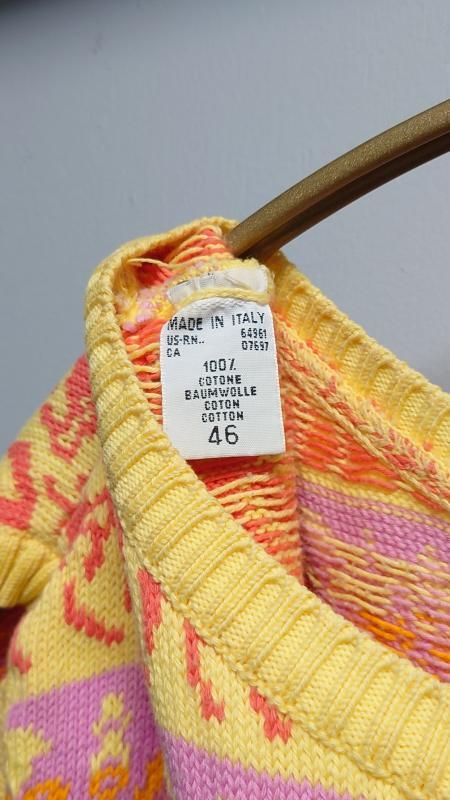 MADE IN ITALY
US-RN.. 64961
CA 07697
100%
COTONE
BAUMWOLLE
COTON
COTTON
46